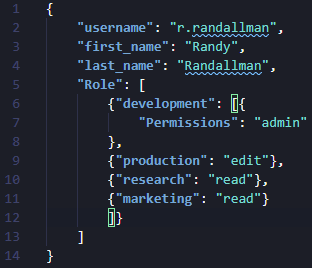 1 {
2     "username": "r.randallman",
3     "first_name": "Randy",
4     "last_name": "Randallman",
5     "Role": [
6         {"development": [{
7             "Permissions": "admin"
8         },
9         {"production": "edit"},
10         {"research": "read"},
11         {"marketing": "read"}
12         ]}
13     ]
14 }